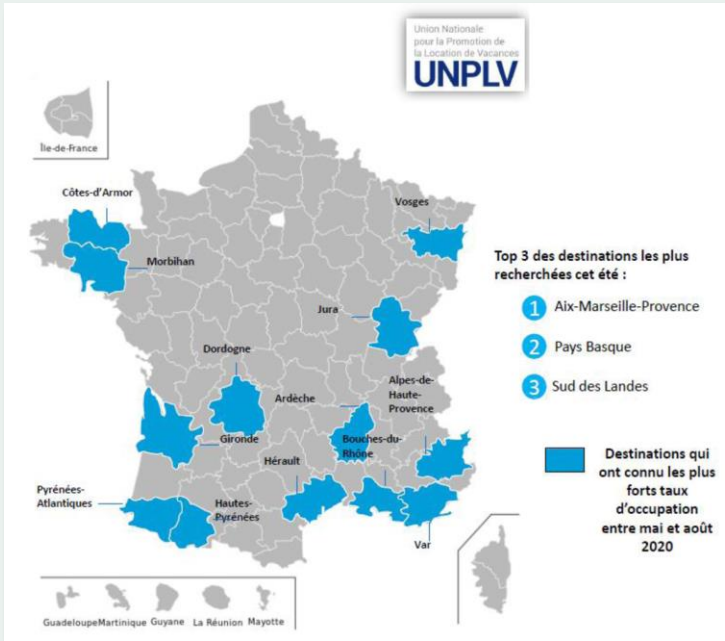 Union Nationale
pour la Promotion de
la Location de Vacances
UNPLV
Île-de-France
Côtes-d'Armor
Vosges
Morbihan
Top 3 des destinations les plus
recherchées cet été :
1 Aix-Marseille-Provence
Jura
2 Pays Basque
Dordogne
3 Sud des Landes
Alpes-de-
Haute-
Provence
Ardèche
Bouches-du-
Rhône
Gironde
Hérault
Destinations qui
ont connu les plus
forts taux
d'occupation
entre mai et août
2020
Pyrénées-
Atlantiques
Hautes-
Pyrénées
Var
Guadeloupe
Martinique
Guyane
La Réunion
Mayotte